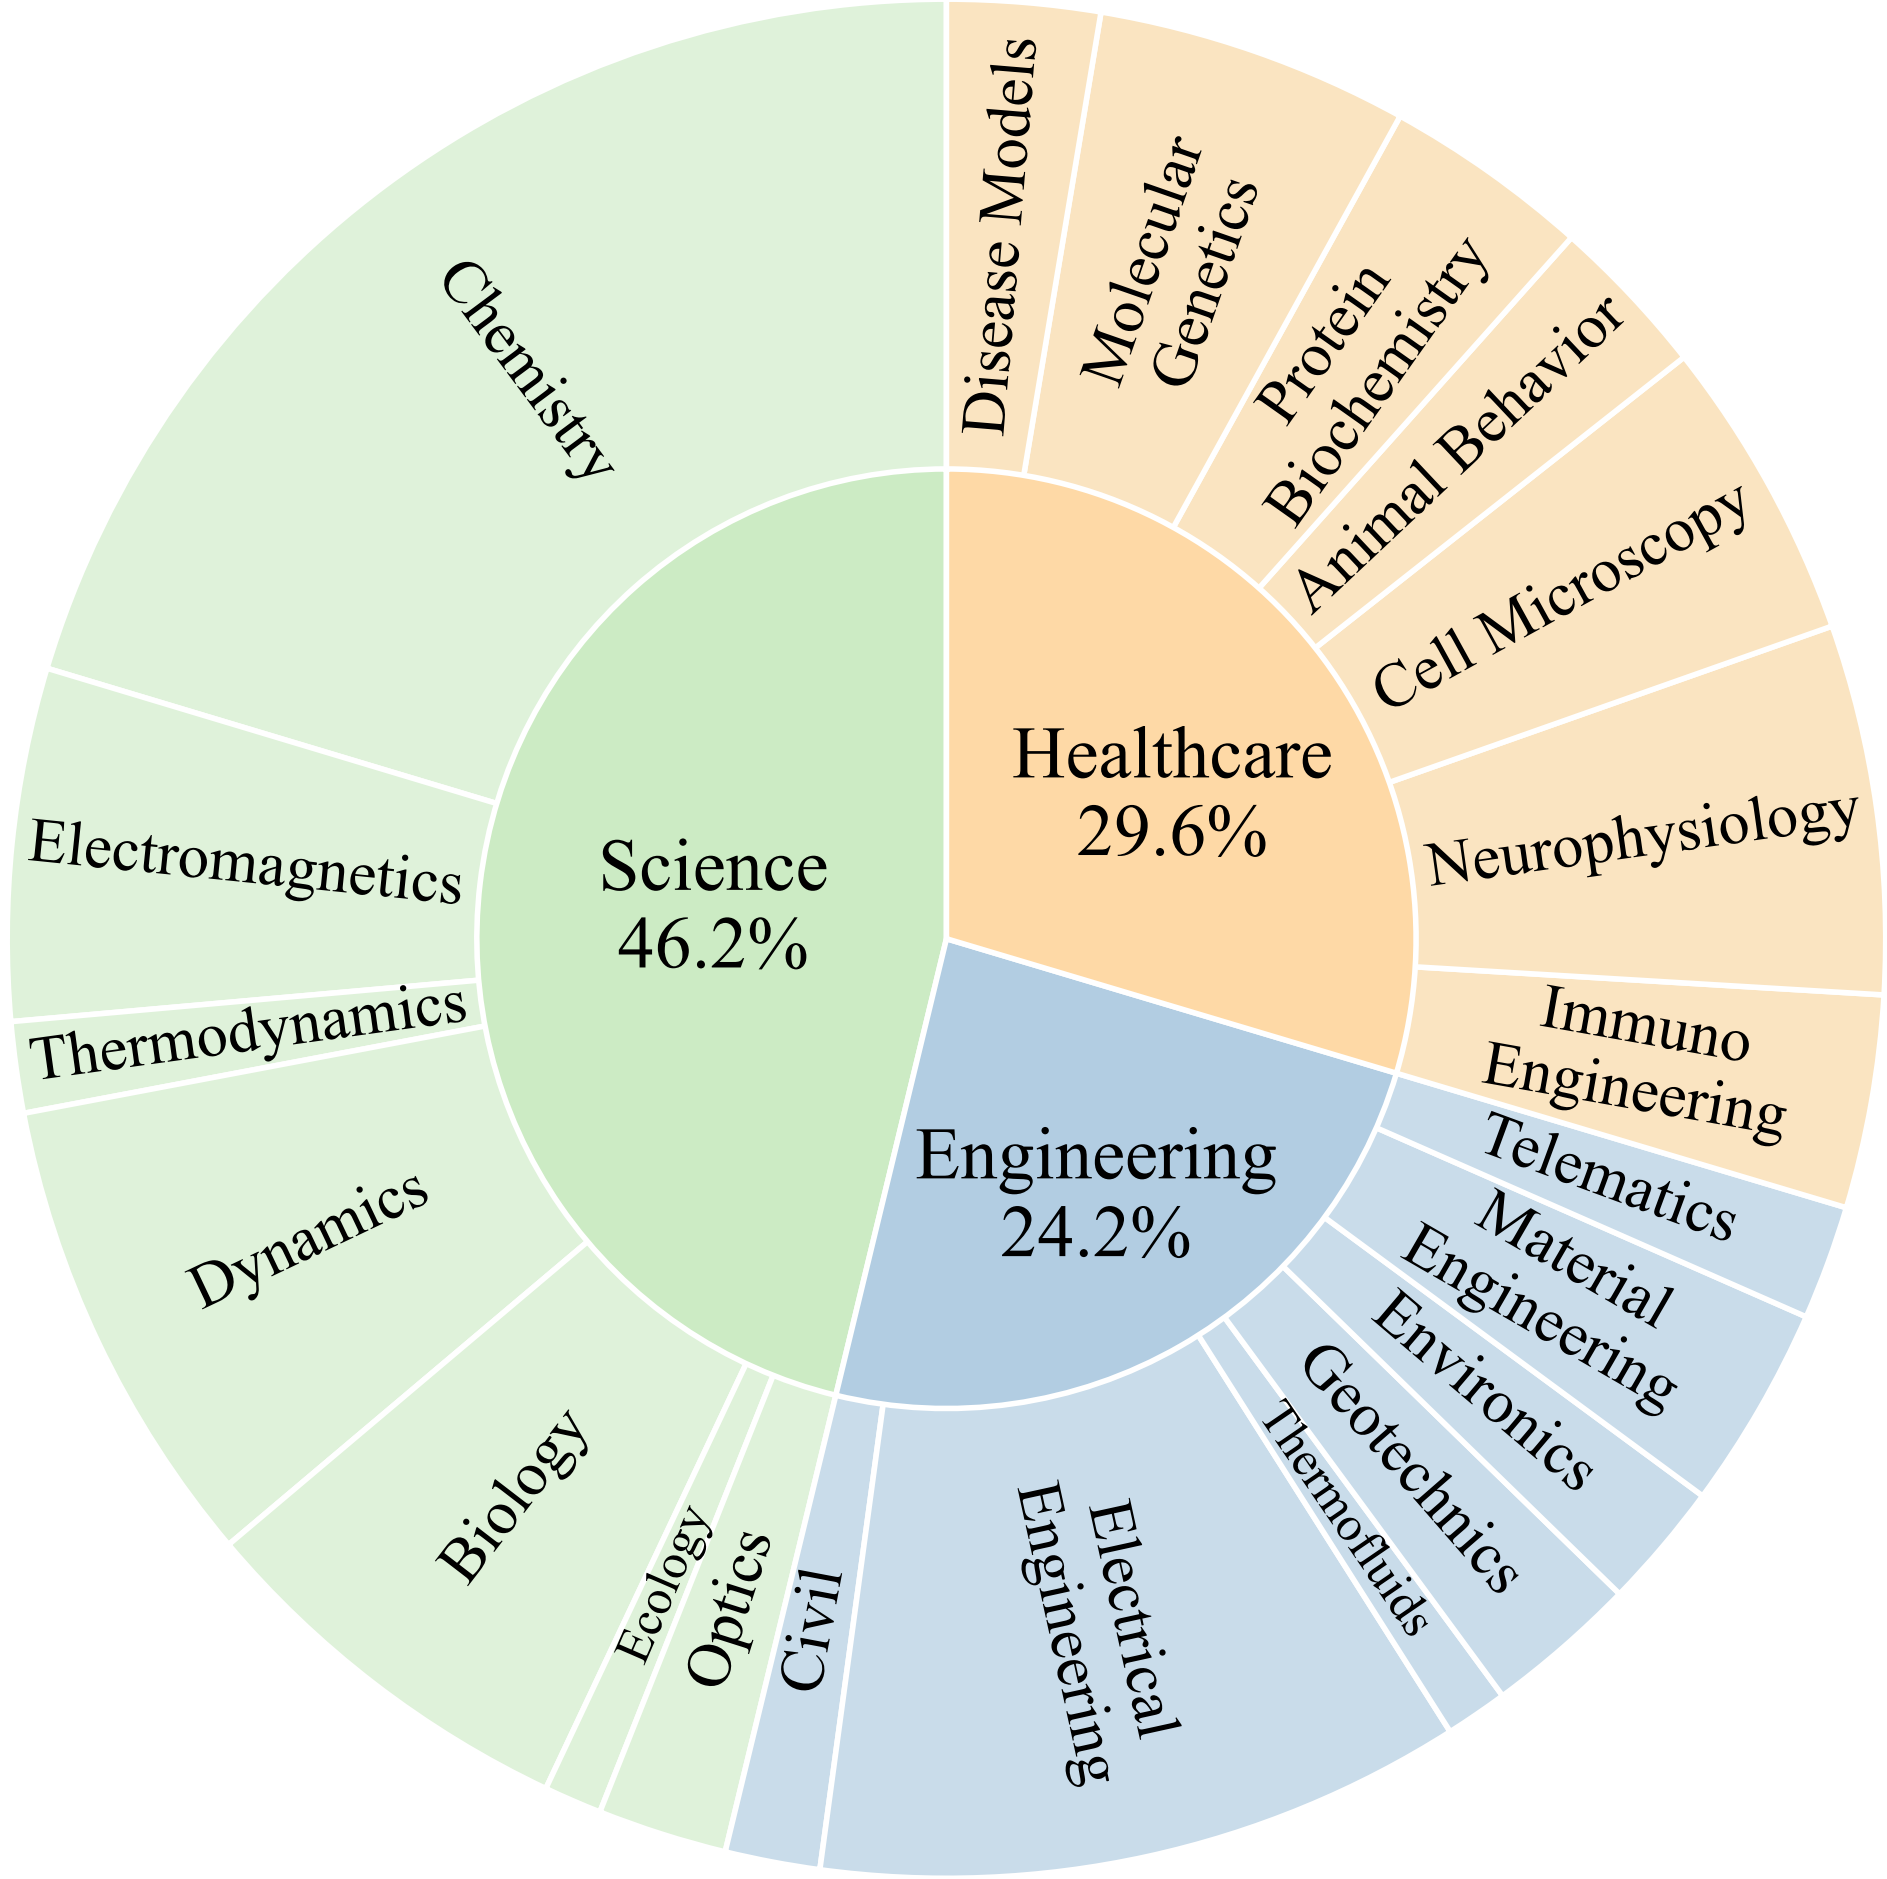 Disease Models
Molecular
Genetics
Protein
Biochemistry
Animal Behavior
Cell Microscopy
Neurophysiology
Immuno
Engineering
Telematics
Material
Engineering
Environics
Geotechnics
Thermofluids
Electrical
Engineering
Civil
Optics
Ecology
Biology
Dynamics
Thermodynamics
Electromagnetics
Chemistry
Healthcare
29.6%
Science
46.2%
Engineering
24.2%